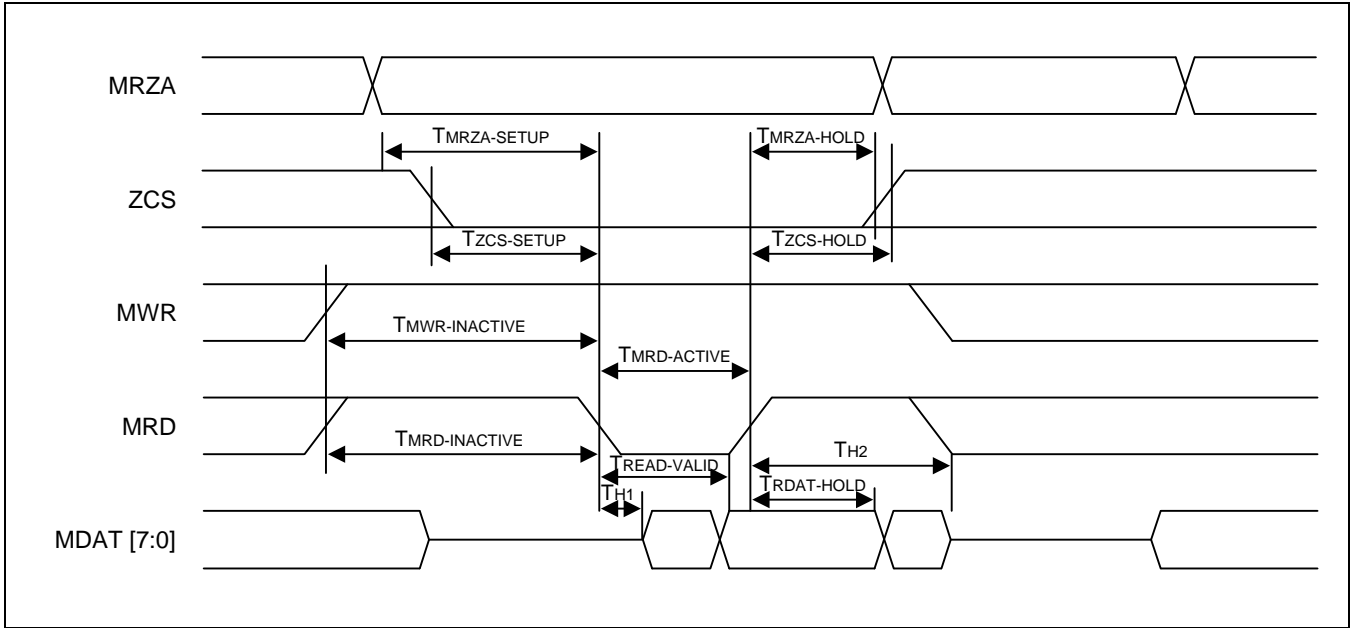 MRZA
TMRZA-SETUP
TMRZA-HOLD
ZCS
TZCS-SETUP
TZCS-HOLD
MWR
TMWR-INACTIVE
TMRD-ACTIVE
MRD
TMRD-INACTIVE
TH2
TREAD-VALID
TRDAT-HOLD
TH1
MDAT [7:0]